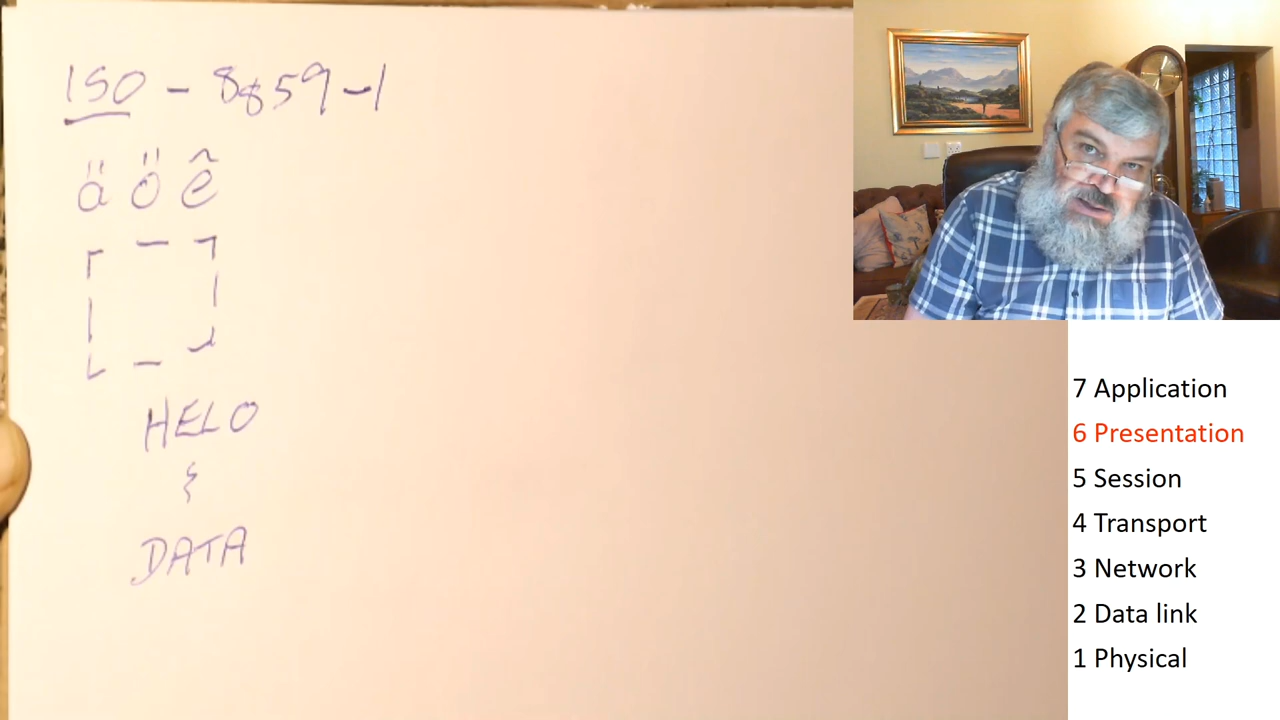 ISO - 8859-1
ä ö ê
HELO
DATA
7 Application
6 Presentation
5 Session
4 Transport
3 Network
2 Data link
1 Physical